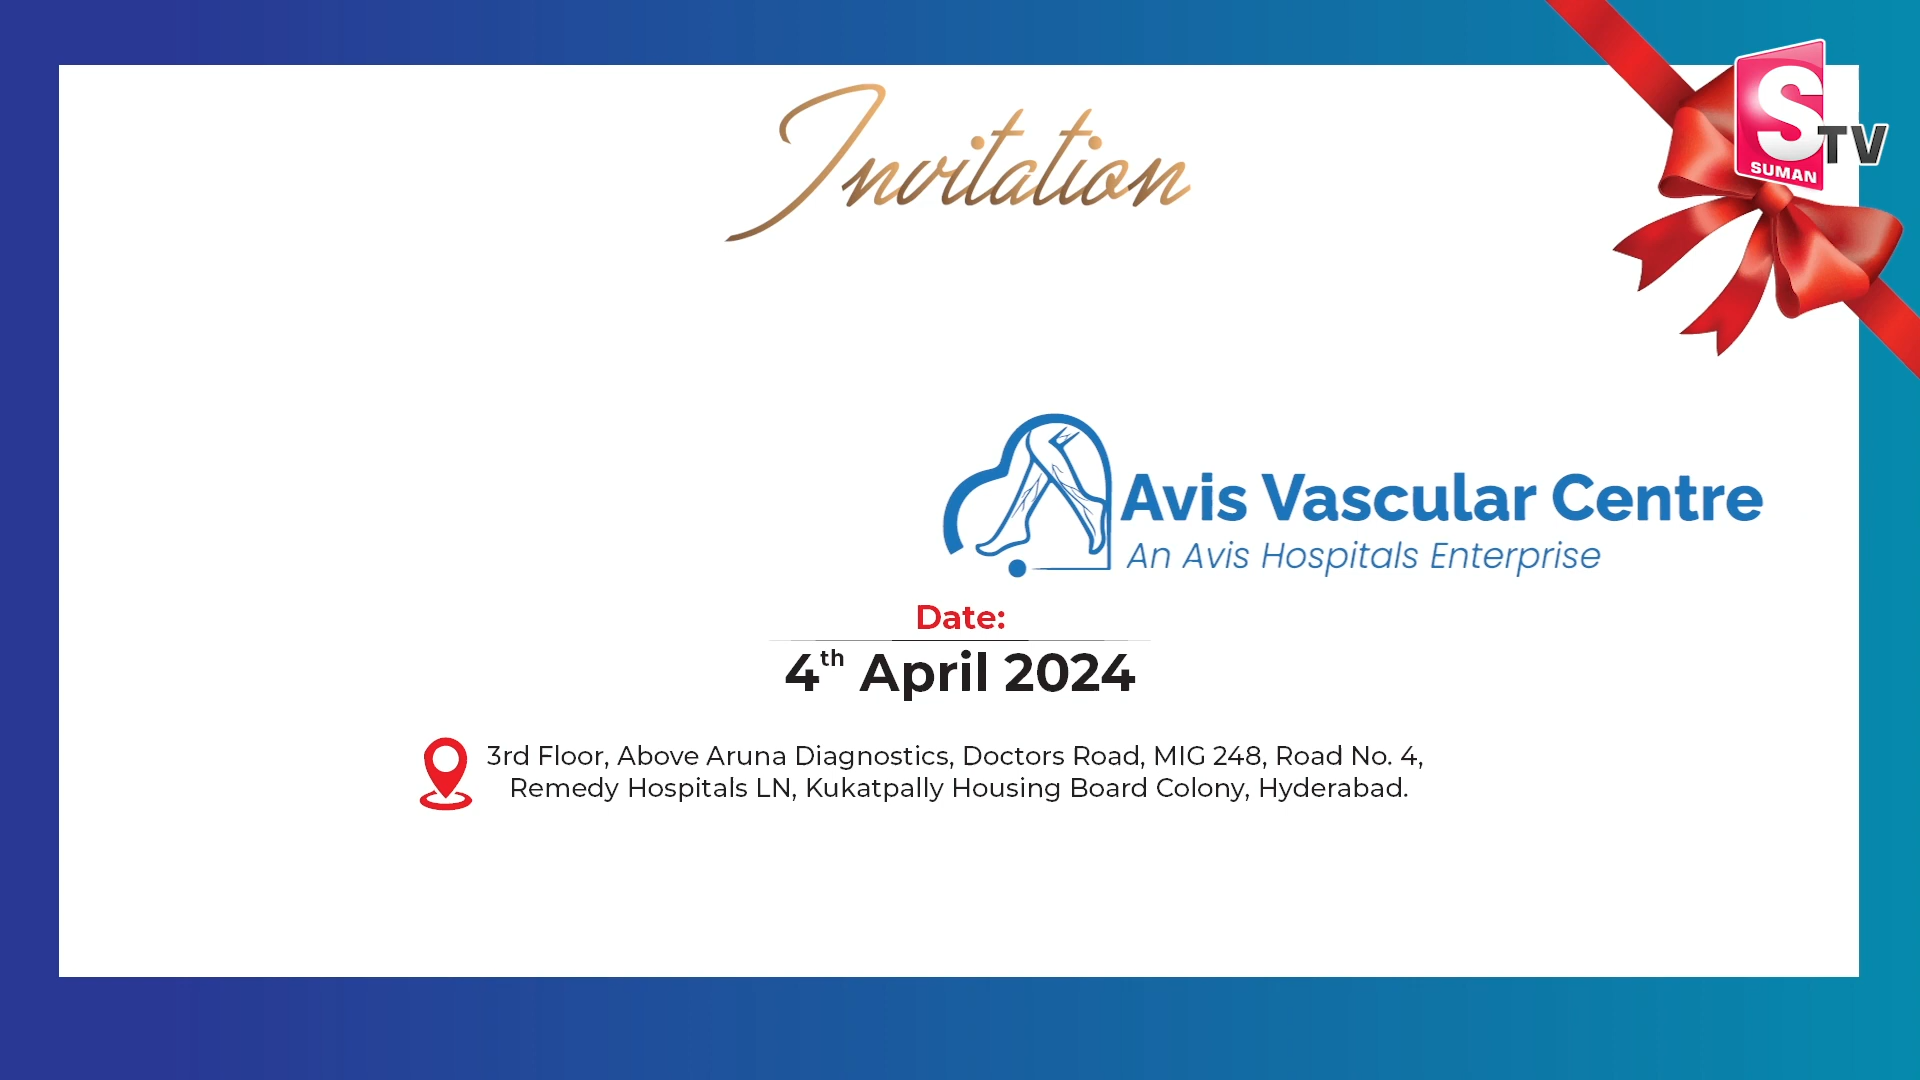 Invitation
S
TV
SUMAN
Avis Vascular Centre
An Avis Hospitals Enterprise
Date:
4th April 2024
3rd Floor, Above Aruna Diagnostics, Doctors Road, MIG 248, Road No. 4,
Remedy Hospitals LN, Kukatpally Housing Board Colony, Hyderabad.